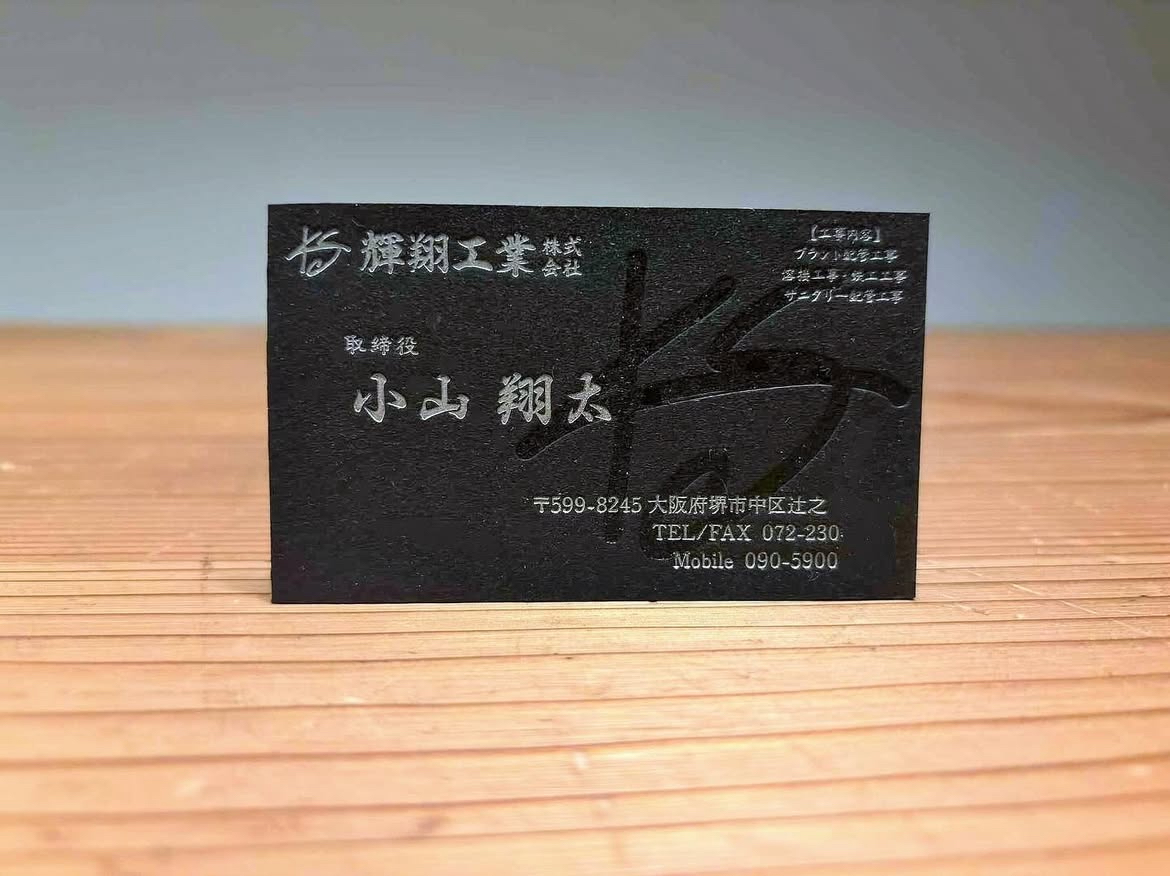 輝翔工業 株式会社
【工事内容】
プラント配管工事
溶接工事・鉄工工事
サニタリー配管工事
取締役
小山 翔太
〒599-8245 大阪府堺市中区辻之
TEL/FAX 072-230
Mobile 090-5900